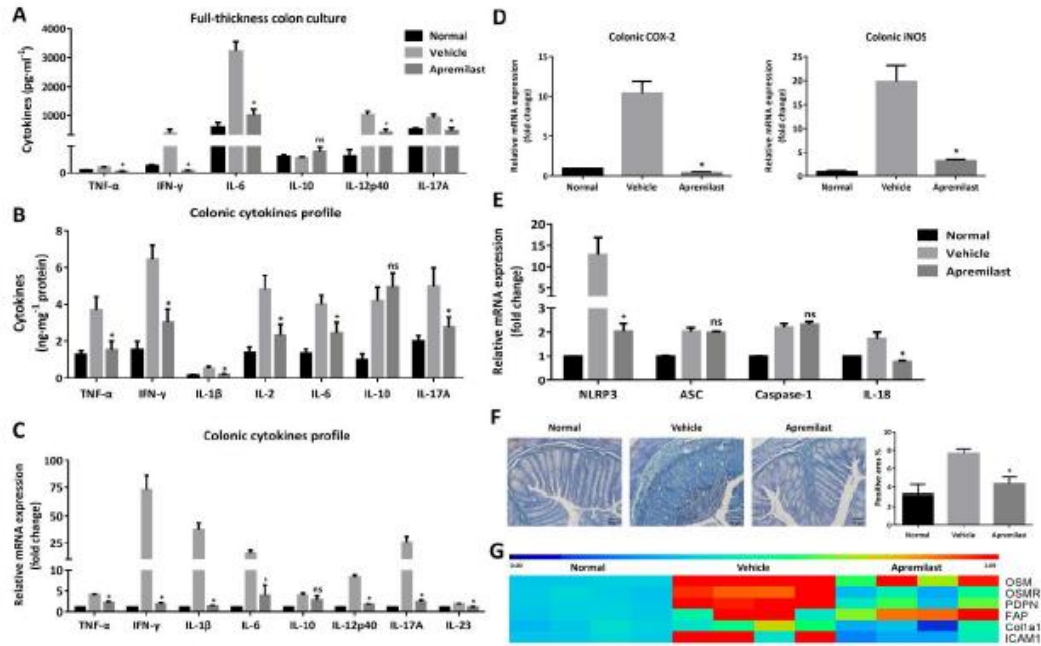 A
Full-thickness colon culture
Cytokines (pg·ml⁻¹)
4000
3000
2000
1000
0
Normal
Vehicle
Apremilast
* * * ns * *
TNF-α IFN-γ IL-6 IL-10 IL-12p40 IL-17A
B
Colonic cytokines profile
Cytokines
(ng·mg⁻¹ protein)
8
6
4
2
0
* * * * * ns *
TNF-α IFN-γ IL-1β IL-2 IL-6 IL-10 IL-17A
C
Colonic cytokines profile
Relative mRNA expression
(fold change)
100
75
50
25
10
5
0
* * * * ns * * *
TNF-α IFN-γ IL-1β IL-6 IL-10 IL-12p40 IL-17A IL-23
D
Colonic COX-2
Relative mRNA expression
(fold change)
15
10
5
0
*
Normal Vehicle Apremilast
Colonic iNOS
Relative mRNA expression
(fold change)
25
20
15
10
5
0
*
Normal Vehicle Apremilast
E
Relative mRNA expression
(fold change)
20
15
10
5
3
2
1
0
Normal
Vehicle
Apremilast
* ns ns *
NLRP3 ASC Caspase-1 IL-18
F
Normal Vehicle Apremilast
Positive area %
*
Normal Vehicle Apremilast
G
0.00
Normal Vehicle Apremilast
OSM
OSMR
PDPN
FAP
Col1a1
ICAM1